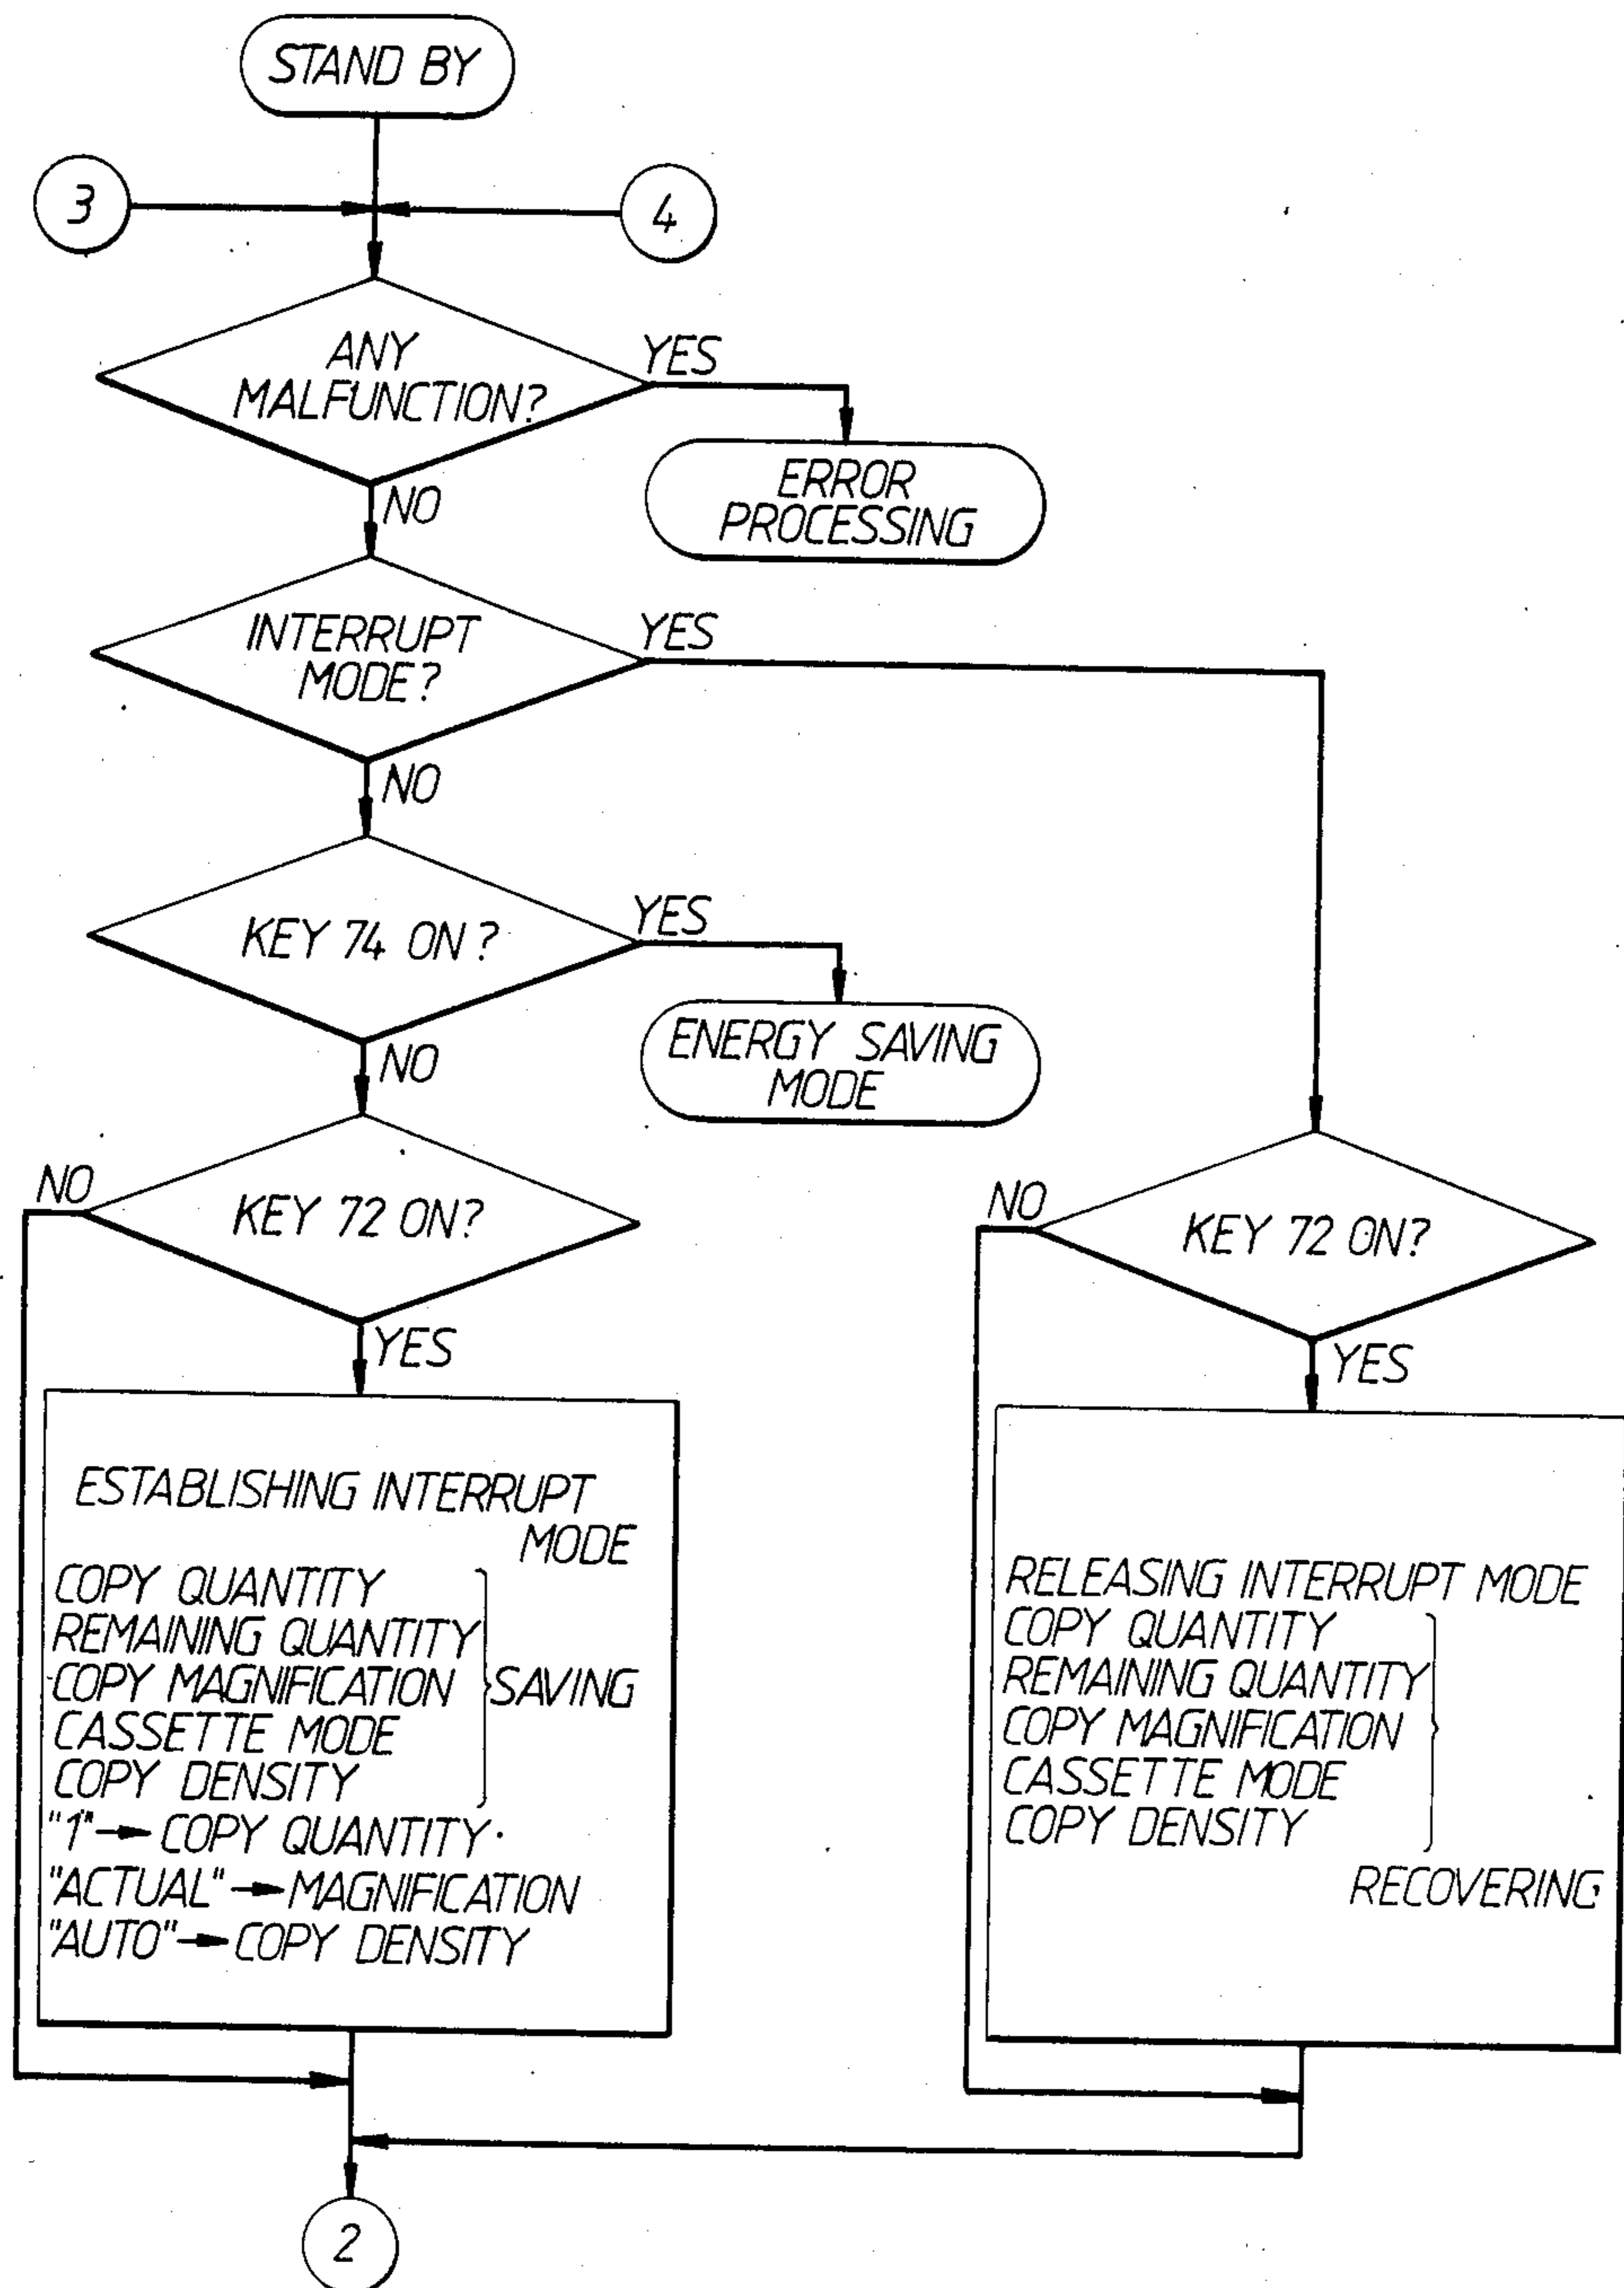 STAND BY
3
4
ANY
MALFUNCTION?
YES
NO
ERROR
PROCESSING
INTERRUPT
MODE?
YES
NO
KEY 74 ON?
YES
NO
ENERGY SAVING
MODE
KEY 72 ON?
NO
YES
KEY 72 ON?
NO
YES
ESTABLISHING INTERRUPT
MODE
COPY QUANTITY
REMAINING QUANTITY
COPY MAGNIFICATION
SAVING
CASSETTE MODE
COPY DENSITY
"1"→COPY QUANTITY
"ACTUAL"→MAGNIFICATION
"AUTO"→COPY DENSITY
RELEASING INTERRUPT MODE
COPY QUANTITY
REMAINING QUANTITY
COPY MAGNIFICATION
CASSETTE MODE
COPY DENSITY
RECOVERING
2